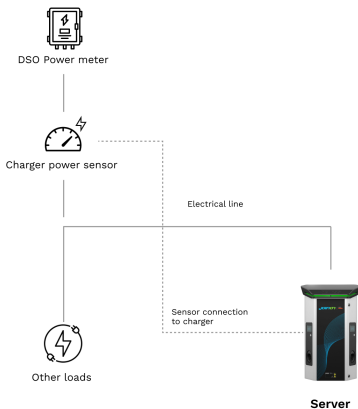 DSO Power meter
Charger power sensor
Electrical line
Sensor connection
to charger
Other loads
Server